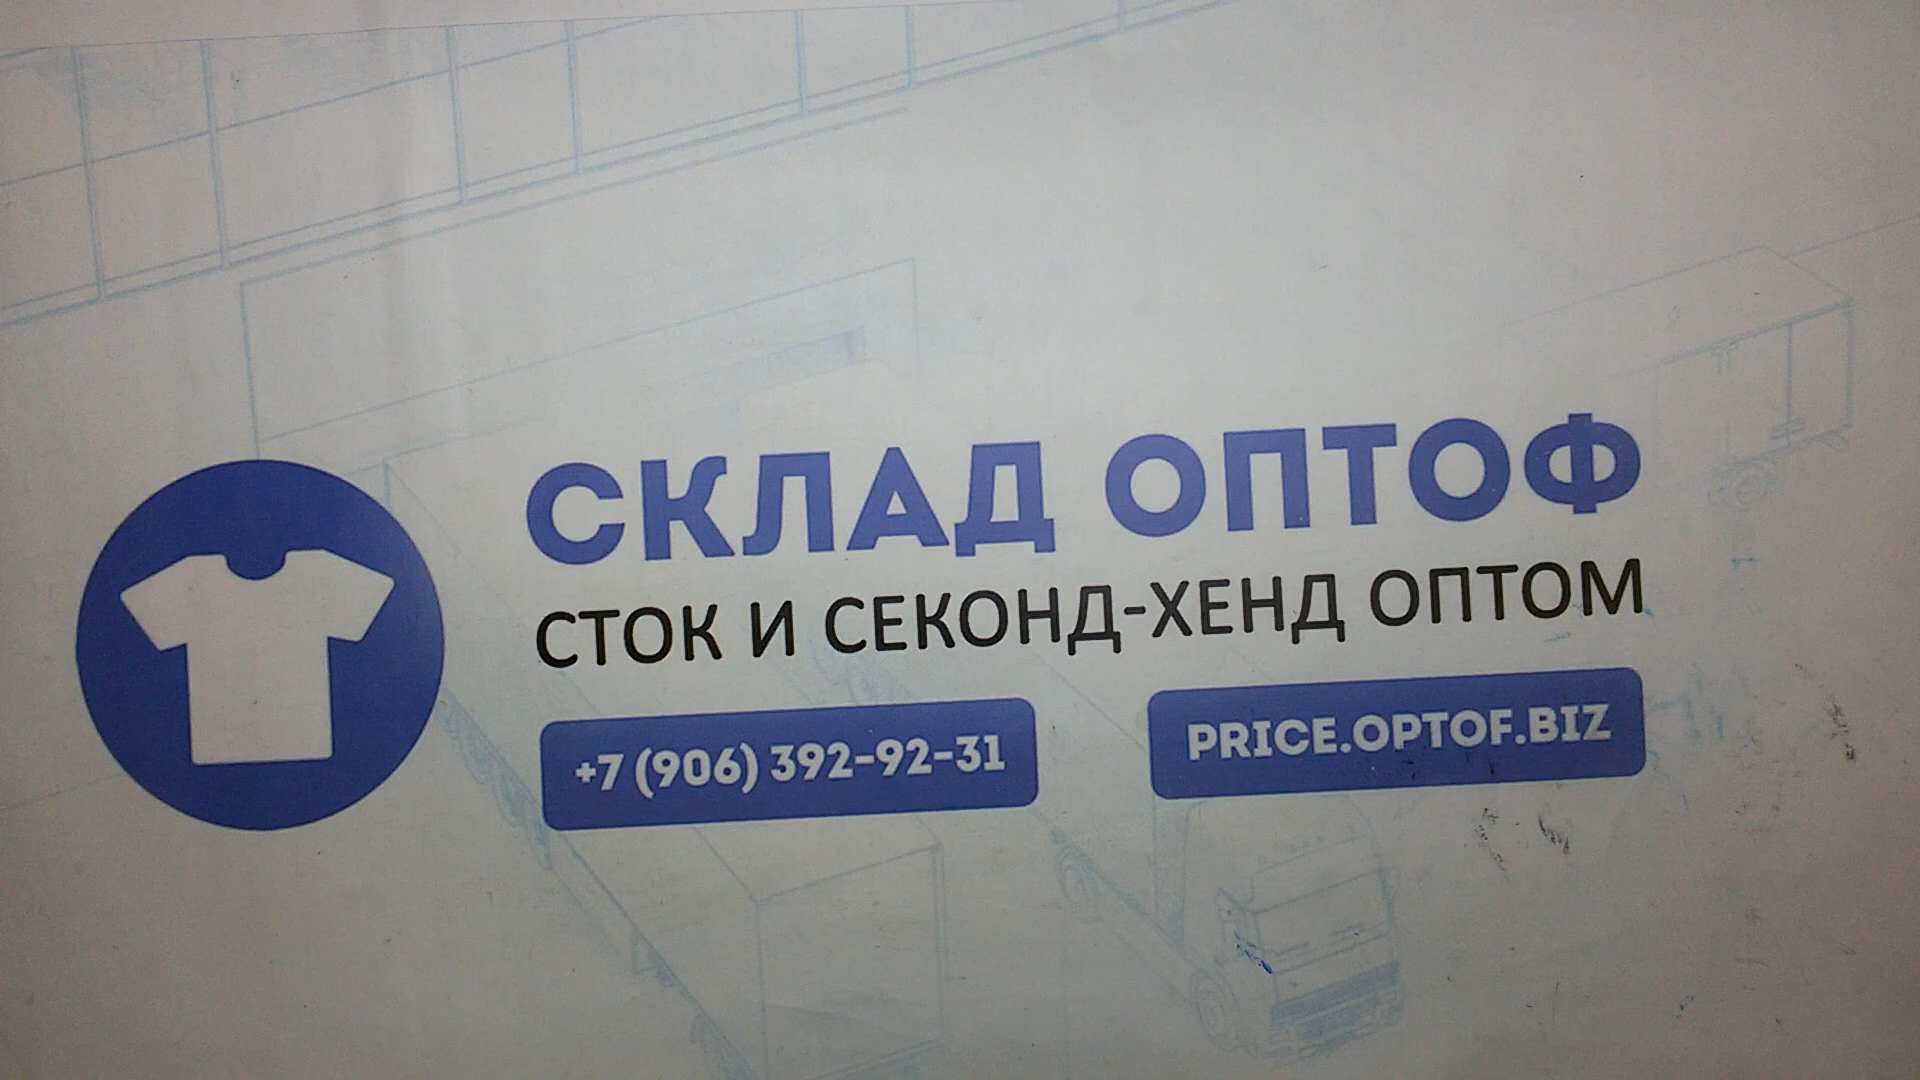 СКЛАД ОПТОФ
СТОК И СЕКОНД-ХЕНД ОПТОМ
+7 (906) 392-92-31
PRICE.OPTOF.BIZ